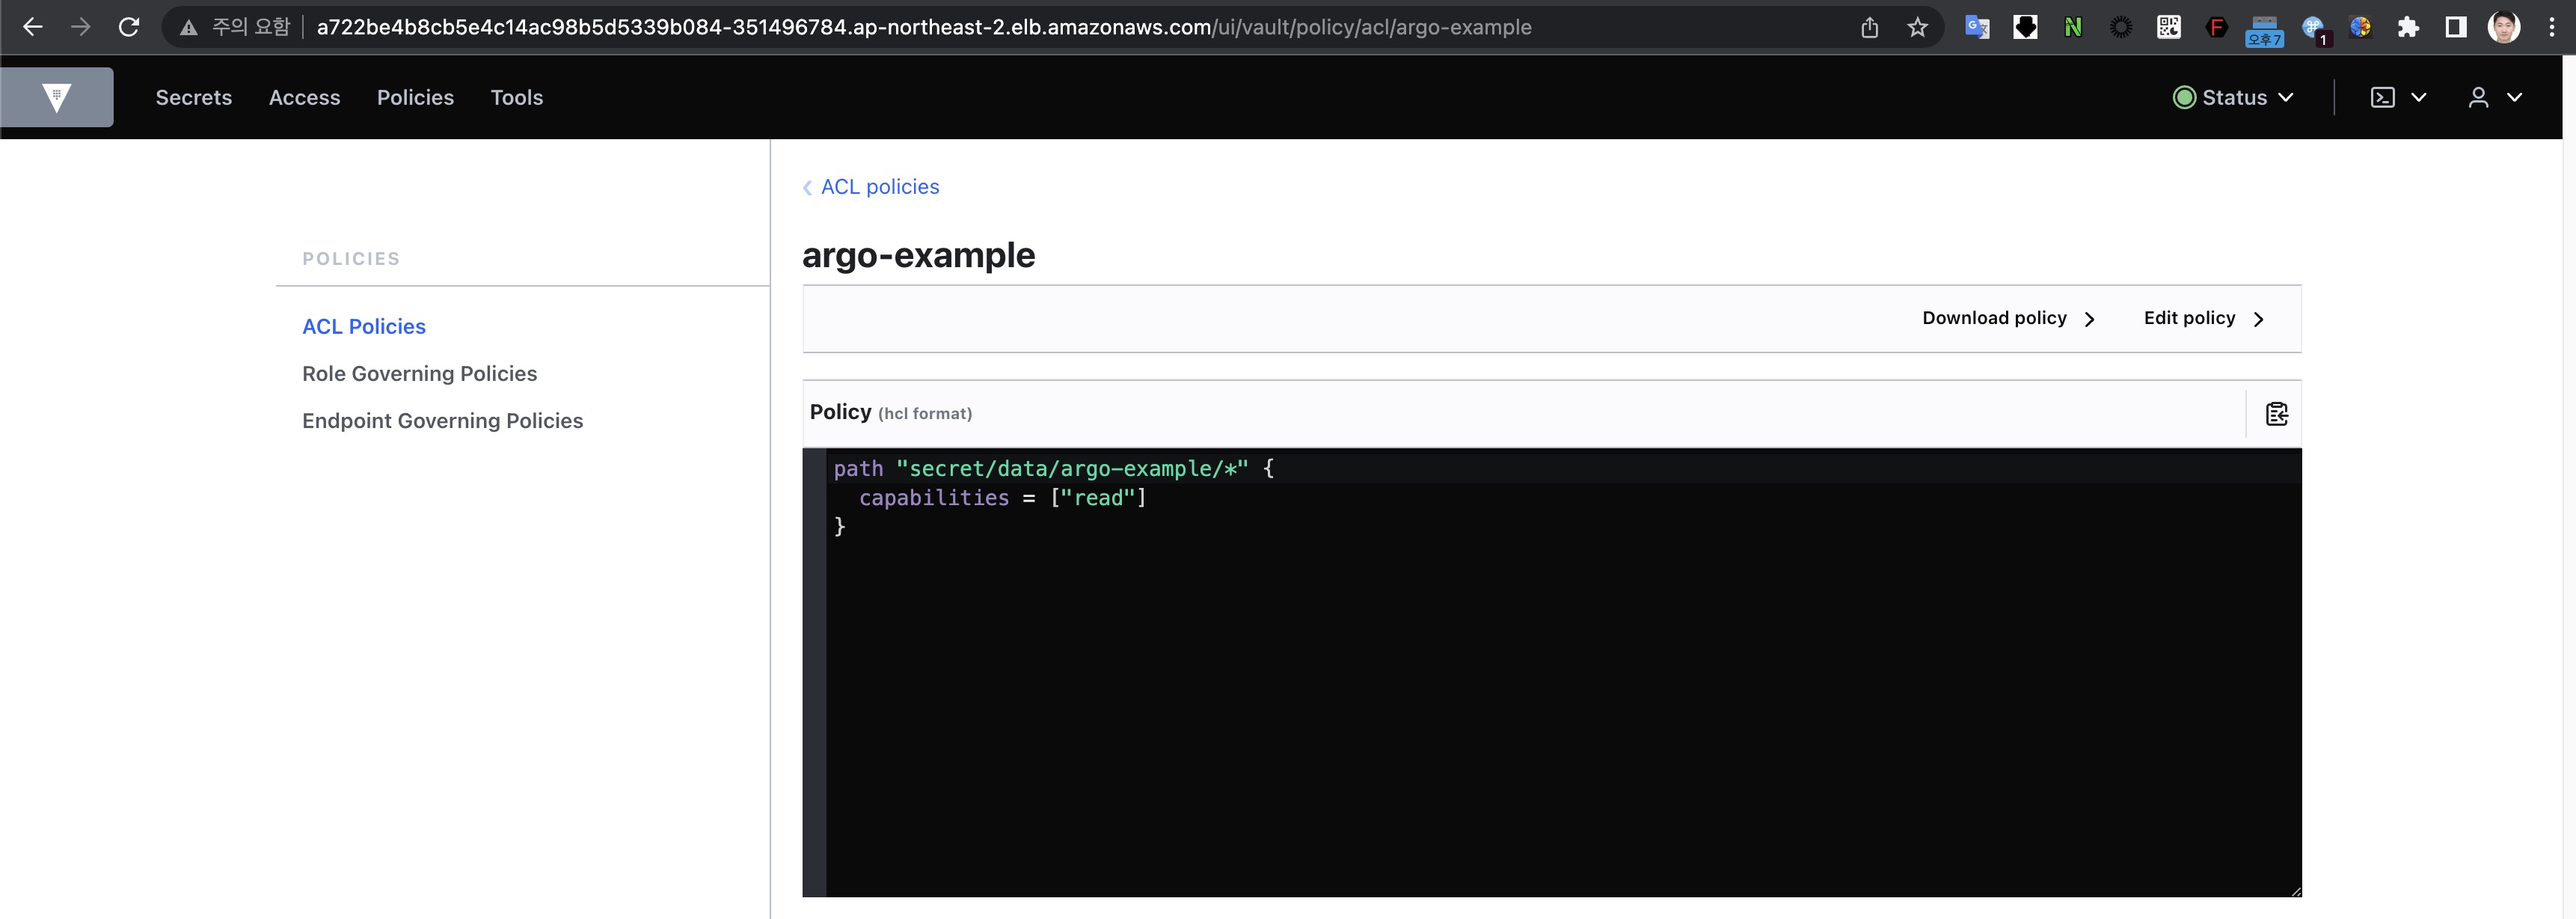 주의 요함 a722be4b8cb5e4c14ac98b5d5339b084-351496784.ap-northeast-2.elb.amazonaws.com/ui/vault/policy/acl/argo-example
오후7
1
Secrets Access Policies Tools Status
ACL policies
argo-example
POLICIES
ACL Policies
Role Governing Policies
Endpoint Governing Policies
Download policy Edit policy
Policy (hcl format)
path "secret/data/argo-example/*" {
  capabilities = ["read"]
}